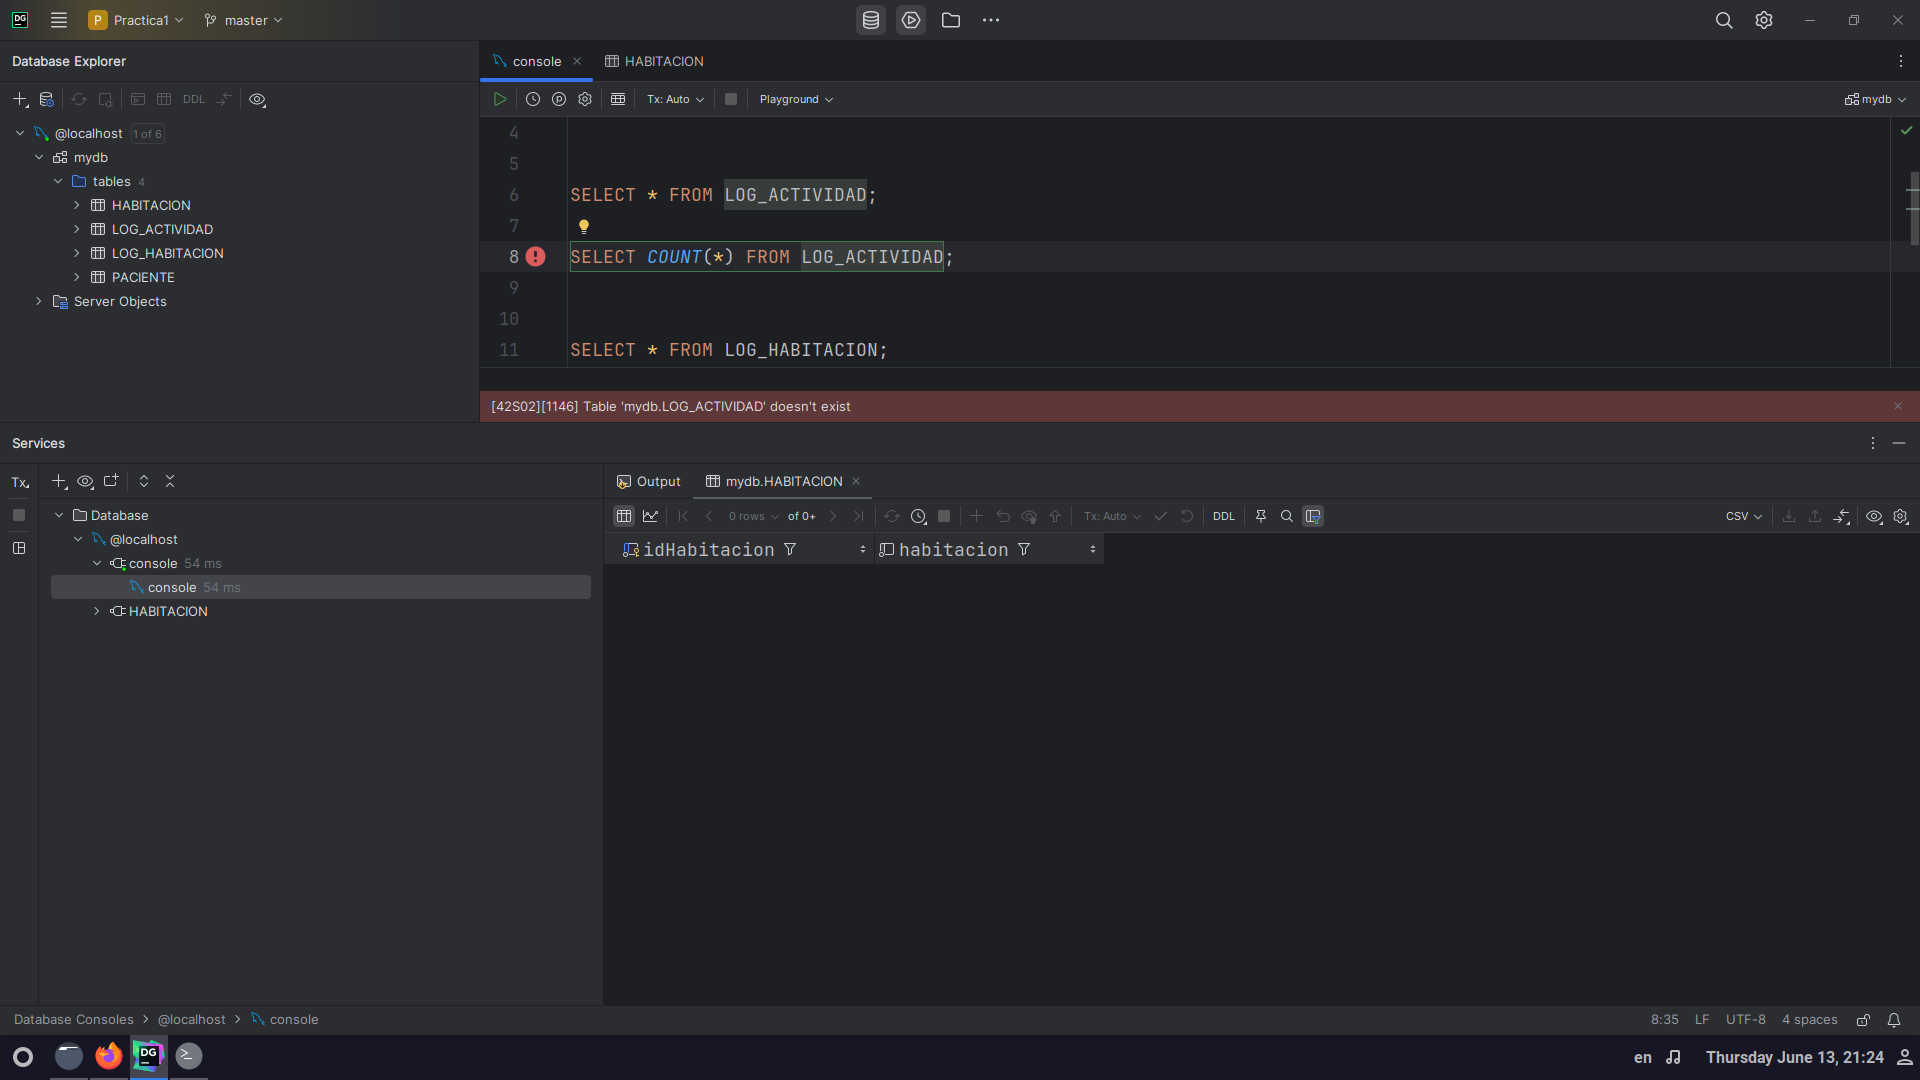 DG
P Practica1
master
Database Explorer
console
HABITACION
DDL
Tx: Auto
Playground
mydb
@localhost 1 of 6
mydb
tables 4
HABITACION
LOG_ACTIVIDAD
LOG_HABITACION
PACIENTE
Server Objects
4
5
6 SELECT * FROM LOG_ACTIVIDAD;
7
8 SELECT COUNT(*) FROM LOG_ACTIVIDAD;
9
10
11 SELECT * FROM LOG_HABITACION;
[42S02][1146] Table 'mydb.LOG_ACTIVIDAD' doesn't exist
Services
Tx
Output
mydb.HABITACION
0 rows of 0+ Tx: Auto DDL CSV
Database
@localhost
console 54 ms
console 54 ms
HABITACION
idHabitacion habitacion
Database Consoles > @localhost > console
8:35 LF UTF-8 4 spaces
DG
en Thursday June 13, 21:24